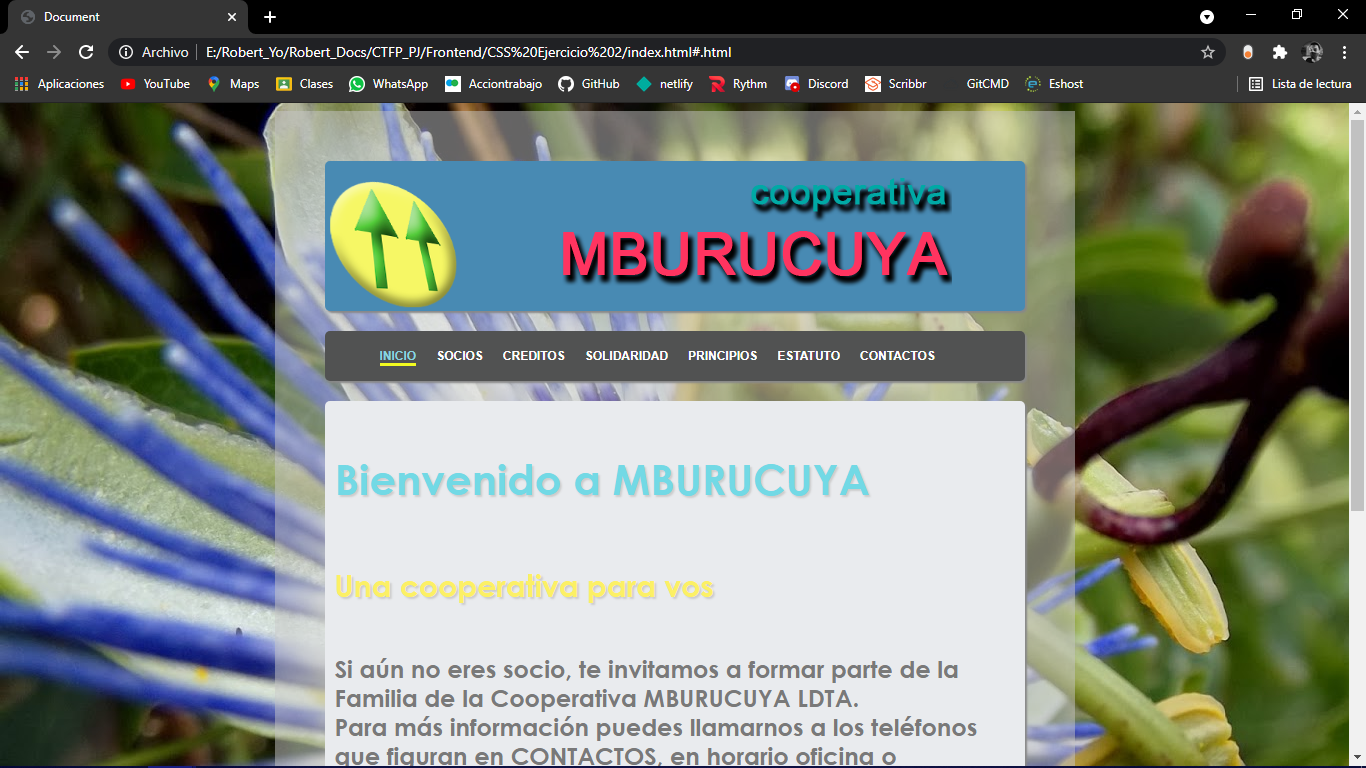 Document
Archivo E:/Robert_Yo/Robert_Docs/CTFP_PJ/Frontend/CSS%20Ejercicio%202/index.html#.html
Aplicaciones YouTube Maps Clases WhatsApp Acciontrabajo GitHub netlify Rythm Discord Scribbr GitCMD Eshost Lista de lectura
cooperativa
MBURUCUYA
INICIO SOCIOS CREDITOS SOLIDARIDAD PRINCIPIOS ESTATUTO CONTACTOS
Bienvenido a MBURUCUYA
Una cooperativa para vos
Si aún no eres socio, te invitamos a formar parte de la
Familia de la Cooperativa MBURUCUYA LDTA.
Para más información puedes llamarnos a los teléfonos
que figuran en CONTACTOS, en horario oficina o